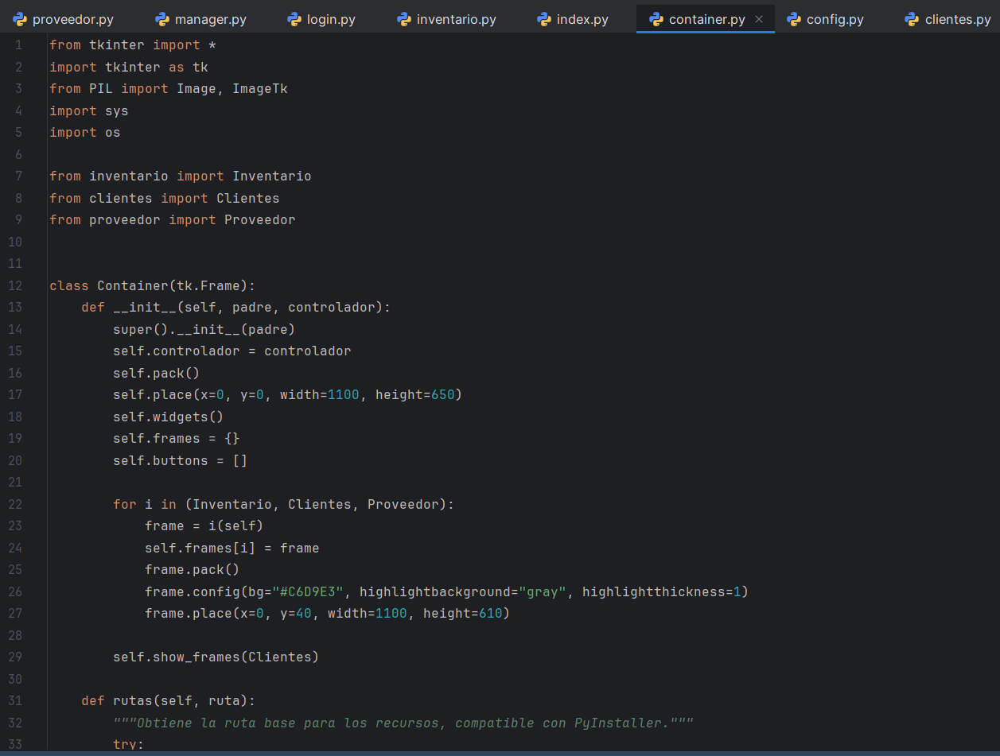 proveedor.py manager.py login.py inventario.py index.py container.py config.py clientes.py
1 from tkinter import *
2 import tkinter as tk
3 from PIL import Image, ImageTk
4 import sys
5 import os
6
7 from inventario import Inventario
8 from clientes import Clientes
9 from proveedor import Proveedor
10
11
12 class Container(tk.Frame):
13     def __init__(self, padre, controlador):
14         super().__init__(padre)
15         self.controlador = controlador
16         self.pack()
17         self.place(x=0, y=0, width=1100, height=650)
18         self.widgets()
19         self.frames = {}
20         self.buttons = []
21
22         for i in (Inventario, Clientes, Proveedor):
23             frame = i(self)
24             self.frames[i] = frame
25             frame.pack()
26             frame.config(bg="#C6D9E3", highlightbackground="gray", highlightthickness=1)
27             frame.place(x=0, y=40, width=1100, height=610)
28
29         self.show_frames(Clientes)
30
31     def rutas(self, ruta):
32         """Obtiene la ruta base para los recursos, compatible con PyInstaller."""
33         try: